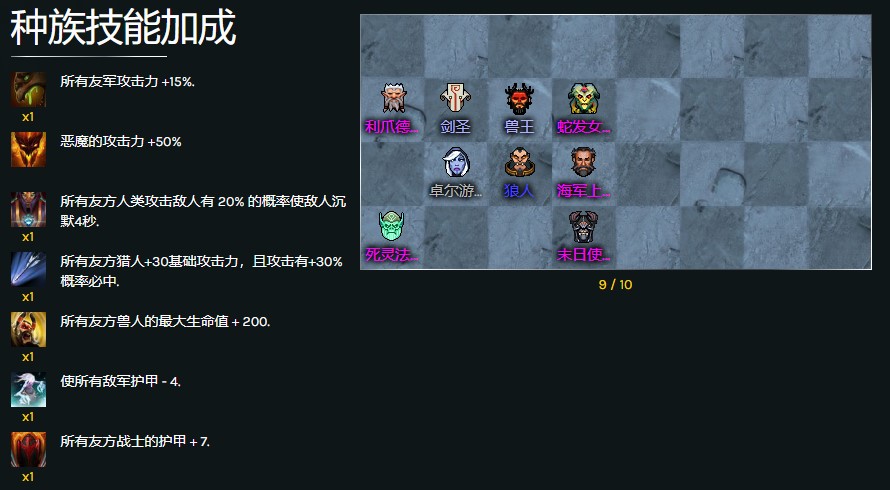 种族技能加成
所有友军攻击力 +15%.
x1
恶魔的攻击力 +50%
所有友方人类攻击敌人有 20% 的概率使敌人沉
默4秒.
x1
所有友方猎人+30基础攻击力，且攻击有+30%
概率必中.
x1
所有友方兽人的最大生命值 + 200.
x1
使所有敌军护甲 - 4.
x1
所有友方战士的护甲 + 7.
x1
利爪德...
剑圣
兽王
蛇发女...
卓尔游...
狼人
海军上...
死灵法...
末日使...
9 / 10